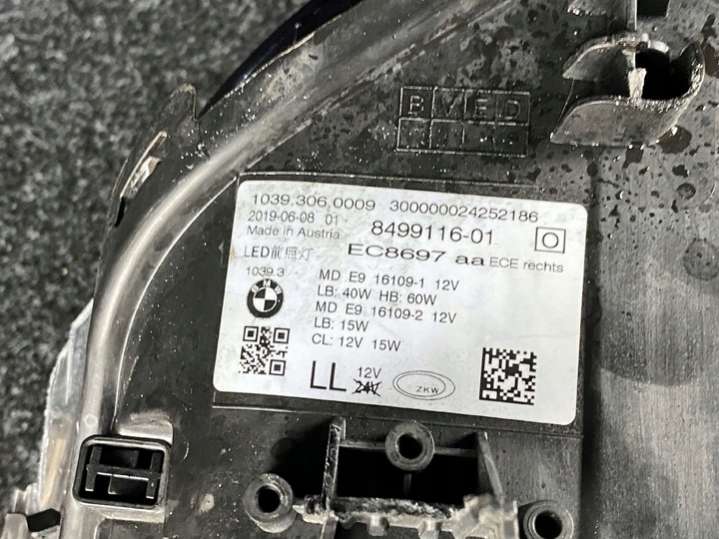 B M E D
1039.306.0009 300000024252186
2019-06-08 01-
8499116-01
Made in Austria
LED前照灯 EC8697 aa ECE rechts
1039.3
MD E9 16109-1 12V
LB: 40W HB: 60W
MD E9 16109-2 12V
LB: 15W
CL: 12V 15W
BMW
LL 12V
24V
ZKW